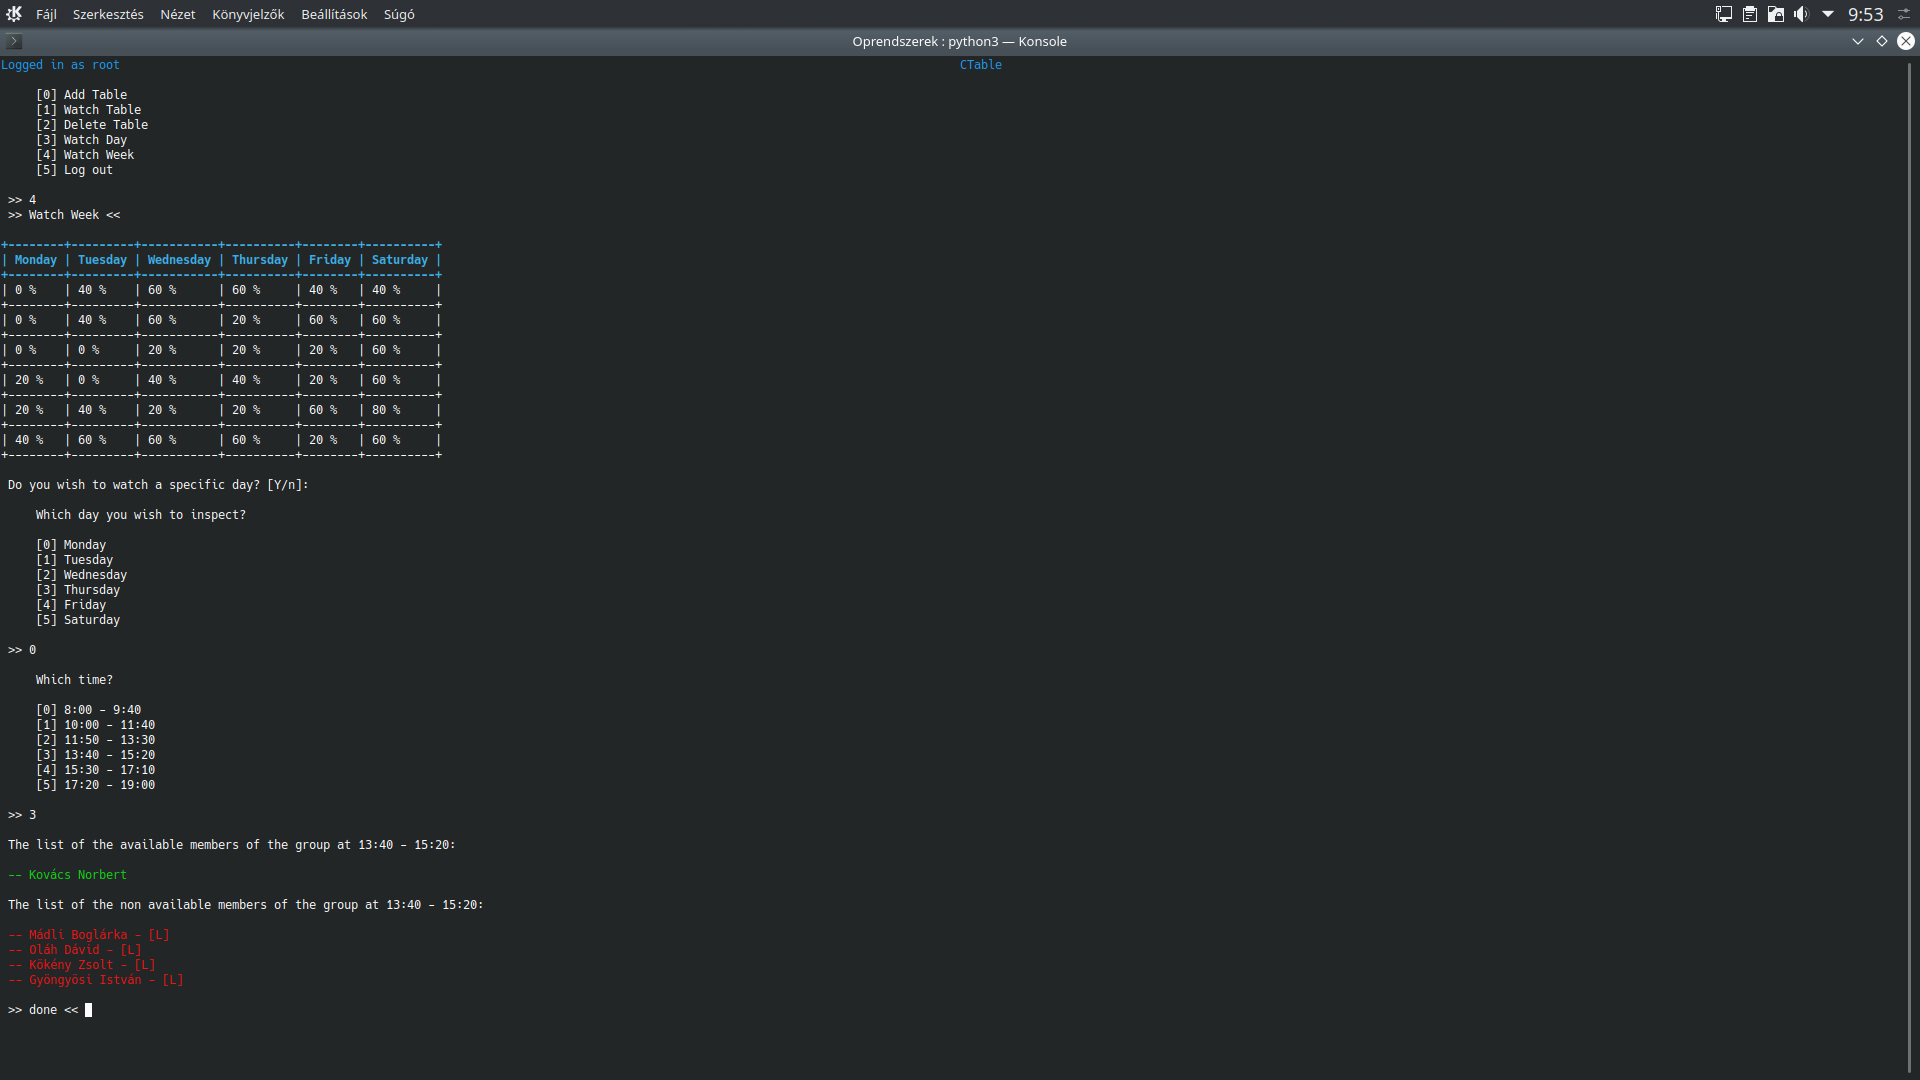 Fájl Szerkesztés Nézet Könyvjelzők Beállítások Súgó 9:53
Oprendszerek : python3 — Konsole
Logged in as root CTable
[0] Add Table
[1] Watch Table
[2] Delete Table
[3] Watch Day
[4] Watch Week
[5] Log out
>> 4
>> Watch Week <<
+--------+---------+-----------+----------+--------+----------+
| Monday | Tuesday | Wednesday | Thursday | Friday | Saturday |
+--------+---------+-----------+----------+--------+----------+
| 0 %    | 40 %    | 60 %      | 60 %     | 40 %   | 40 %     |
+--------+---------+-----------+----------+--------+----------+
| 0 %    | 40 %    | 60 %      | 20 %     | 60 %   | 60 %     |
+--------+---------+-----------+----------+--------+----------+
| 0 %    | 0 %     | 20 %      | 20 %     | 20 %   | 60 %     |
+--------+---------+-----------+----------+--------+----------+
| 20 %   | 0 %     | 40 %      | 40 %     | 20 %   | 60 %     |
+--------+---------+-----------+----------+--------+----------+
| 20 %   | 40 %    | 20 %      | 20 %     | 60 %   | 80 %     |
+--------+---------+-----------+----------+--------+----------+
| 40 %   | 60 %    | 60 %      | 60 %     | 20 %   | 60 %     |
+--------+---------+-----------+----------+--------+----------+
Do you wish to watch a specific day? [Y/n]:
Which day you wish to inspect?
[0] Monday
[1] Tuesday
[2] Wednesday
[3] Thursday
[4] Friday
[5] Saturday
>> 0
Which time?
[0] 8:00 - 9:40
[1] 10:00 - 11:40
[2] 11:50 - 13:30
[3] 13:40 - 15:20
[4] 15:30 - 17:10
[5] 17:20 - 19:00
>> 3
The list of the available members of the group at 13:40 - 15:20:
-- Kovács Norbert
The list of the non available members of the group at 13:40 - 15:20:
-- Mádli Boglárka - [L]
-- Oláh Dávid - [L]
-- Kökény Zsolt - [L]
-- Gyöngyösi István - [L]
>> done <<